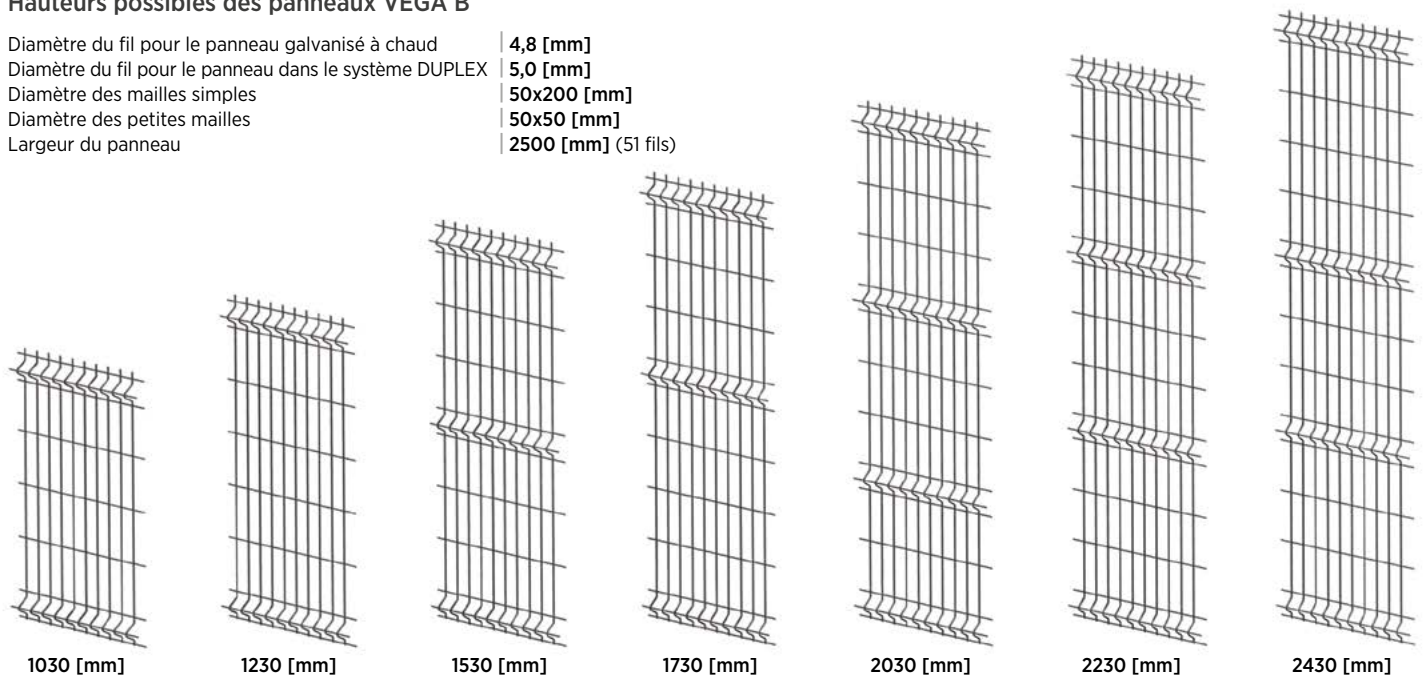 Hauteurs possibles des panneaux VEGA B
Diamètre du fil pour le panneau galvanisé à chaud 4,8 [mm]
Diamètre du fil pour le panneau dans le système DUPLEX 5,0 [mm]
Diamètre des mailles simples 50x200 [mm]
Diamètre des petites mailles 50x50 [mm]
Largeur du panneau 2500 [mm] (51 fils)
1030 [mm] 1230 [mm] 1530 [mm] 1730 [mm] 2030 [mm] 2230 [mm] 2430 [mm]